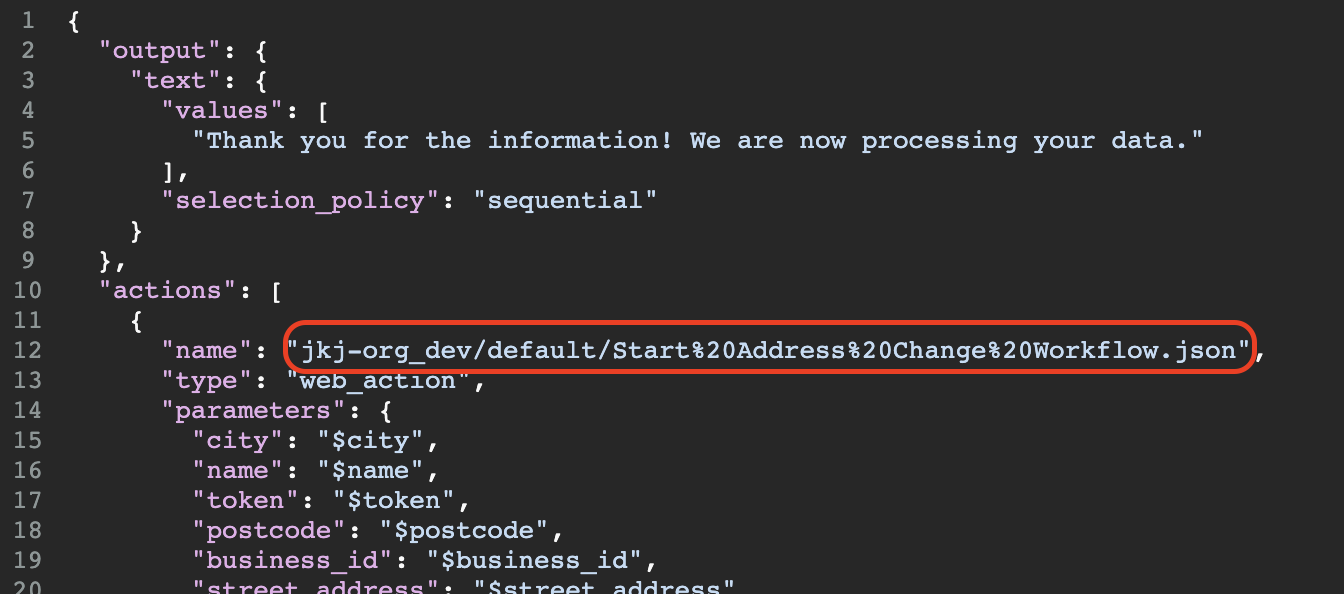 1 {
2 "output": {
3 "text": {
4 "values": [
5 "Thank you for the information! We are now processing your data."
6 ],
7 "selection_policy": "sequential"
8 }
9 },
10 "actions": [
11 {
12 "name": "jkj-org_dev/default/Start%20Address%20Change%20Workflow.json",
13 "type": "web_action",
14 "parameters": {
15 "city": "$city",
16 "name": "$name",
17 "token": "$token",
18 "postcode": "$postcode",
19 "business_id": "$business_id",
20 "street_address": "$street_address"